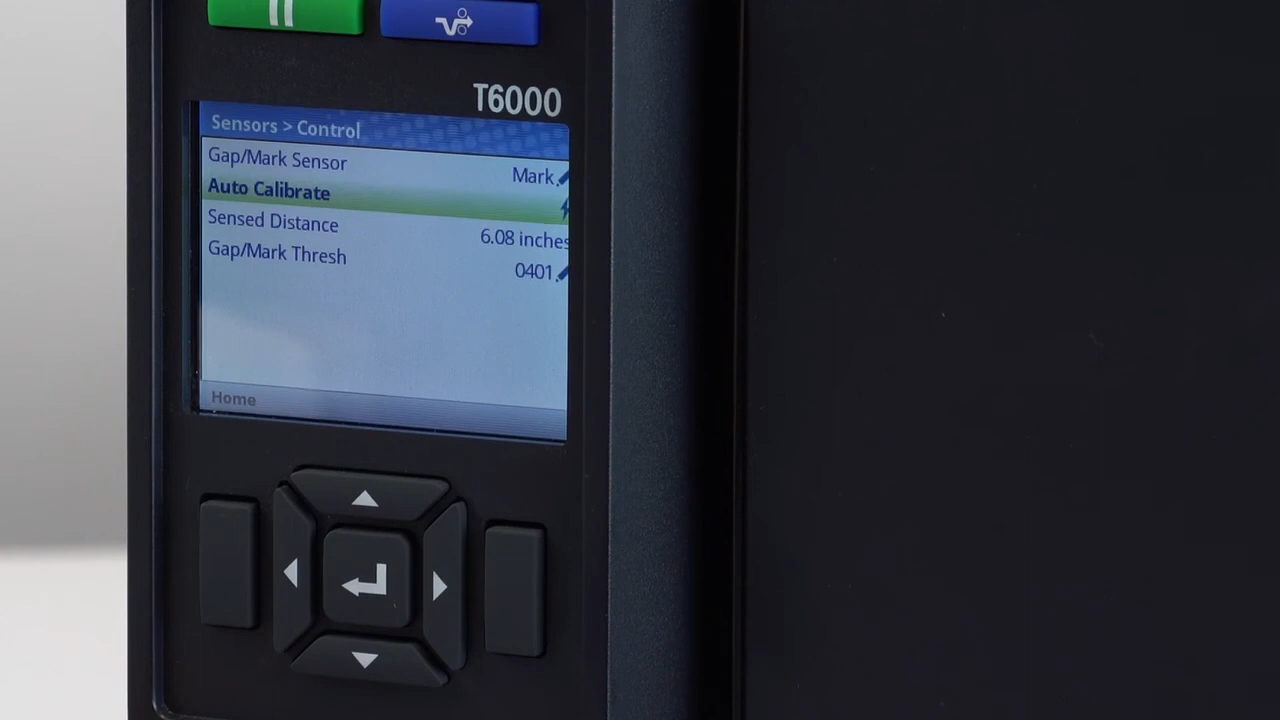 T6000
Sensors > Control
Gap/Mark Sensor Mark
Auto Calibrate
Sensed Distance 6.08 inches
Gap/Mark Thresh 0401
Home